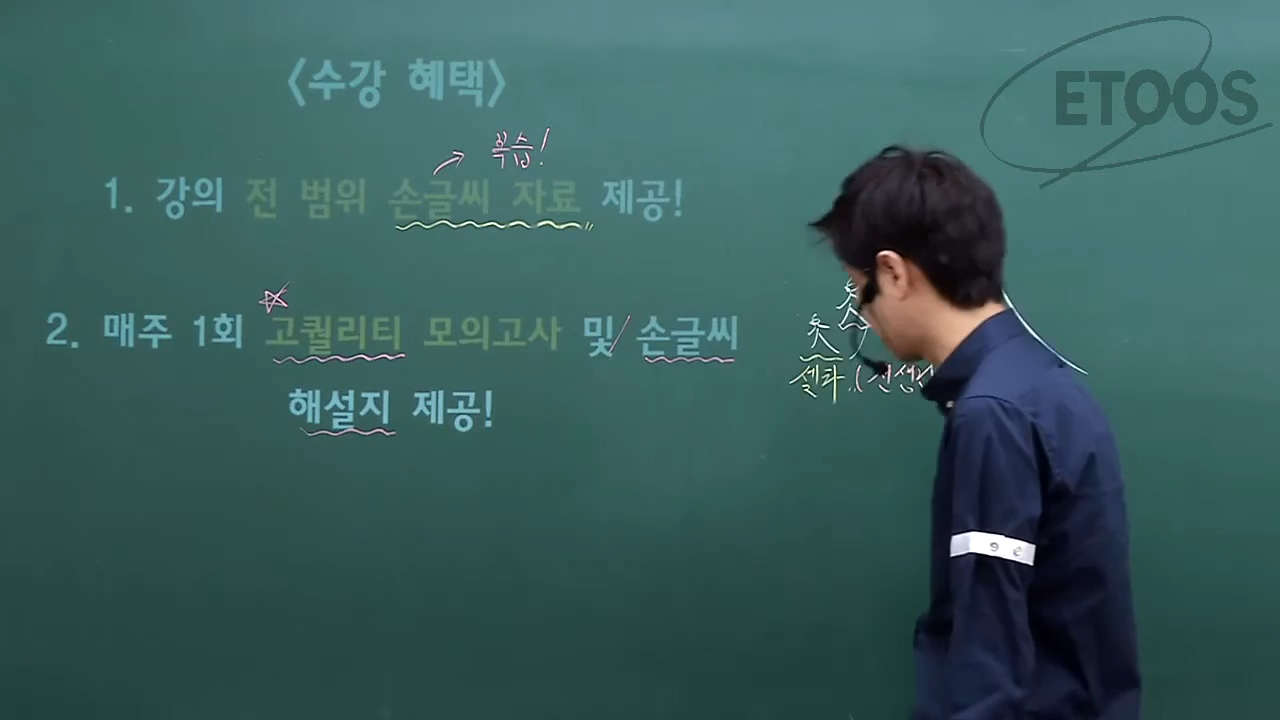 ETOOS
〈수강 혜택〉
복습!
1. 강의 전 범위 손글씨 자료 제공!
2. 매주 1회 고퀄리티 모의고사 및 손글씨
해설지 제공!